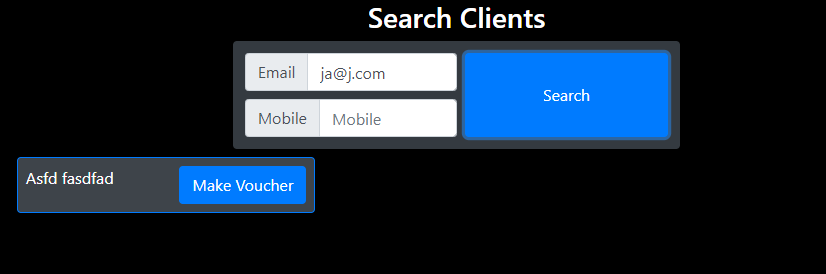 Search Clients
Email ja@j.com
Search
Mobile Mobile
Asfd fasdfad Make Voucher